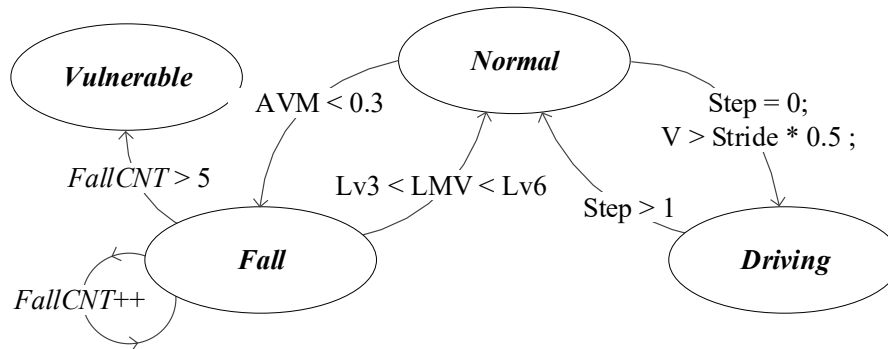 Normal
Vulnerable
AVM < 0.3
Step = 0;
V > Stride * 0.5 ;
FallCNT > 5
Lv3 < LMV < Lv6
Step > 1
Fall
Driving
FallCNT++